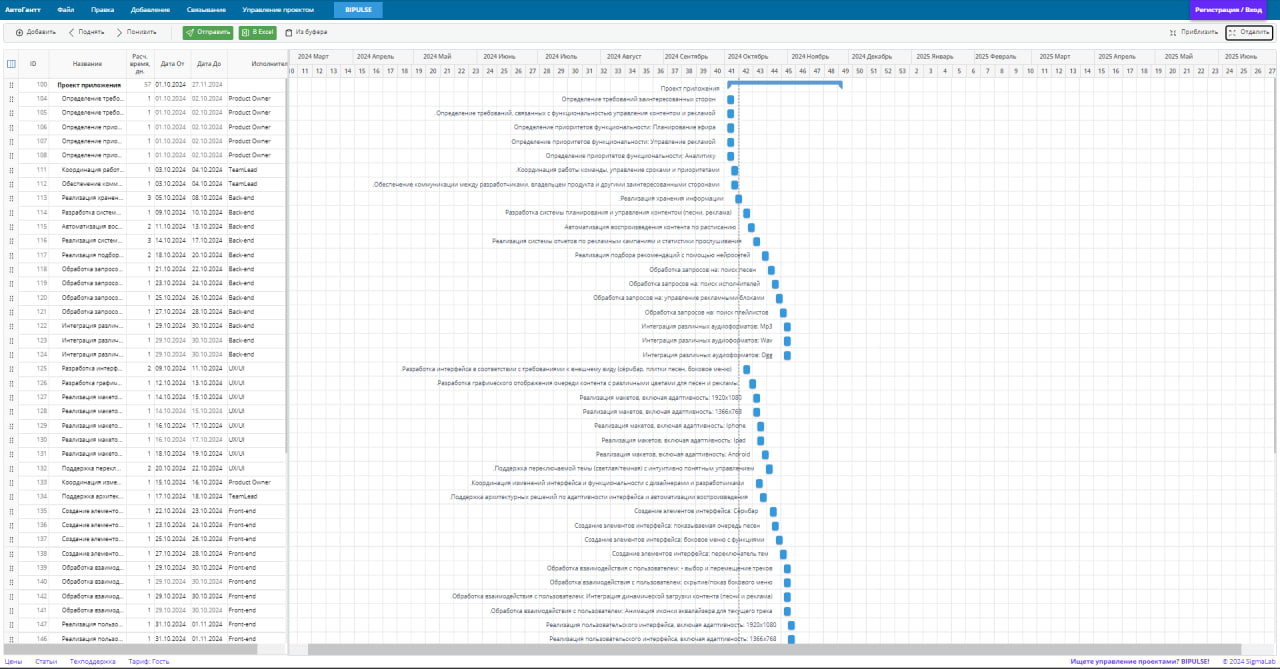 АвтоГантт Файл Правка Добавление Связывание Управление проектом BIPULSE Регистрация / Вход
Добавить Поднять Понизить Отправить В Excel Из буфера Приблизить Отдалить
ID Название Расч. время, дн. Дата От Дата До Исполнител
2024 Март 2024 Апрель 2024 Май 2024 Июнь 2024 Июль 2024 Август 2024 Сентябрь 2024 Октябрь 2024 Ноябрь 2024 Декабрь 2025 Январь 2025 Февраль 2025 Март 2025 Апрель 2025 Май 2025 Июнь
10 11 12 13 14 15 16 17 18 19 20 21 22 23 24 25 26 27 28 29 30 31 32 33 34 35 36 37 38 39 40 41 42 43 44 45 46 47 48 49 50 51 52 53 2 3 4 5 6 7 8 9 10 11 12 13 14 15 16 17 18 19 20 21 22 23 24 25 26 27
100 Проект приложения 57 01.10.2024 27.11.2024 Проект приложения
104 Определение требо... 1 01.10.2024 02.10.2024 Product Owner Определение требований заинтересованных сторон
105 Определение требо... 1 01.10.2024 02.10.2024 Product Owner Определение требований, связанных с функциональностью управления контентом и рекламой
106 Определение прио... 1 01.10.2024 02.10.2024 Product Owner Определение приоритетов функциональности: Планирование эфира
107 Определение прио... 1 01.10.2024 02.10.2024 Product Owner Определение приоритетов функциональности: Управление рекламой
108 Определение прио... 1 01.10.2024 02.10.2024 Product Owner Определение приоритетов функциональности: Аналитику
111 Координация работ... 1 03.10.2024 04.10.2024 TeamLead Координация работы команды, управление сроками и приоритетами
112 Обеспечение комм... 1 03.10.2024 04.10.2024 TeamLead Обеспечение коммуникации между разработчиками, владельцем продукта и другими заинтересованными сторонами
113 Реализация хранен... 3 05.10.2024 08.10.2024 Back-end Реализация хранения информации
114 Разработка систем... 1 09.10.2024 10.10.2024 Back-end Разработка системы планирования и управления контентом (песни, реклама)
115 Автоматизация вос... 2 11.10.2024 13.10.2024 Back-end Автоматизация воспроизведения контента по расписанию
116 Реализация систем... 3 14.10.2024 17.10.2024 Back-end Реализация системы отчетов по рекламным кампаниям и статистики прослушивания
117 Реализация подбор... 2 18.10.2024 20.10.2024 Back-end Реализация подбора рекомендаций с помощью нейросетей
118 Обработка запросо... 1 21.10.2024 22.10.2024 Back-end Обработка запросов на: поиск песен
119 Обработка запросо... 1 23.10.2024 24.10.2024 Back-end Обработка запросов на: поиск исполнителей
120 Обработка запросо... 1 25.10.2024 26.10.2024 Back-end Обработка запросов на: управление рекламными блоками
121 Обработка запросо... 1 27.10.2024 28.10.2024 Back-end Обработка запросов на: поиск плейлистов
122 Интеграция различ... 1 29.10.2024 30.10.2024 Back-end Интеграция различных аудиоформатов: Mp3
123 Интеграция различ... 1 29.10.2024 30.10.2024 Back-end Интеграция различных аудиоформатов: Wav
124 Интеграция различ... 1 29.10.2024 30.10.2024 Back-end Интеграция различных аудиоформатов: Ogg
125 Разработка интерф... 2 09.10.2024 11.10.2024 UX/UI Разработка интерфейса в соответствии с требованиями к внешнему виду (сёрчбар, плитки песен, боковое меню)
126 Разработка графич... 1 12.10.2024 13.10.2024 UX/UI Разработка графического отображения очереди контента с различными цветами для песен и рекламы
127 Реализация макето... 1 14.10.2024 15.10.2024 UX/UI Реализация макетов, включая адаптивность: 1920x1080
128 Реализация макето... 1 14.10.2024 15.10.2024 UX/UI Реализация макетов, включая адаптивность: 1366x768
129 Реализация макето... 1 16.10.2024 17.10.2024 UX/UI Реализация макетов, включая адаптивность: Iphone
130 Реализация макето... 1 16.10.2024 17.10.2024 UX/UI Реализация макетов, включая адаптивность: Ipad
131 Реализация макето... 1 18.10.2024 19.10.2024 UX/UI Реализация макетов, включая адаптивность: Android
132 Поддержка перекл... 2 20.10.2024 22.10.2024 UX/UI Поддержка переключаемой темы (светлая/темная) с интуитивно понятным управлением
133 Координация изме... 1 15.10.2024 16.10.2024 Product Owner Координация изменений интерфейса и функциональности с дизайнерами и разработчиками
134 Поддержка архитек... 1 17.10.2024 18.10.2024 TeamLead Поддержка архитектурных решений по адаптивности интерфейса и автоматизации воспроизведения
135 Создание элементо... 1 22.10.2024 23.10.2024 Front-end Создание элементов интерфейса: Сёрчбар
136 Создание элементо... 1 23.10.2024 24.10.2024 Front-end Создание элементов интерфейса: показываемая очередь песен
137 Создание элементо... 1 25.10.2024 26.10.2024 Front-end Создание элементов интерфейса: боковое меню с функциями
138 Создание элементо... 1 27.10.2024 28.10.2024 Front-end Создание элементов интерфейса: переключатель тем
139 Обработка взаимод... 1 29.10.2024 30.10.2024 Front-end Обработка взаимодействия с пользователем: - выбор и перемещение треков
140 Обработка взаимод... 1 29.10.2024 30.10.2024 Front-end Обработка взаимодействия с пользователем: скрытие/показ бокового меню
142 Обработка взаимод... 1 29.10.2024 30.10.2024 Front-end Обработка взаимодействия с пользователем: Интеграция динамической загрузки контента (песни и реклама)
141 Обработка взаимод... 1 29.10.2024 30.10.2024 Front-end Обработка взаимодействия с пользователем: Анимация иконки эквалайзера для текущего трека
147 Реализация пользо... 1 31.10.2024 01.11.2024 Front-end Реализация пользовательского интерфейса, включая адаптивность: 1920x1080
146 Реализация пользо... 1 31.10.2024 01.11.2024 Front-end Реализация пользовательского интерфейса, включая адаптивность: 1366x768
Цены Статьи Техподдержка Тариф: Гость Ищете управление проектами? BIPULSE! © 2024 SigmaLab